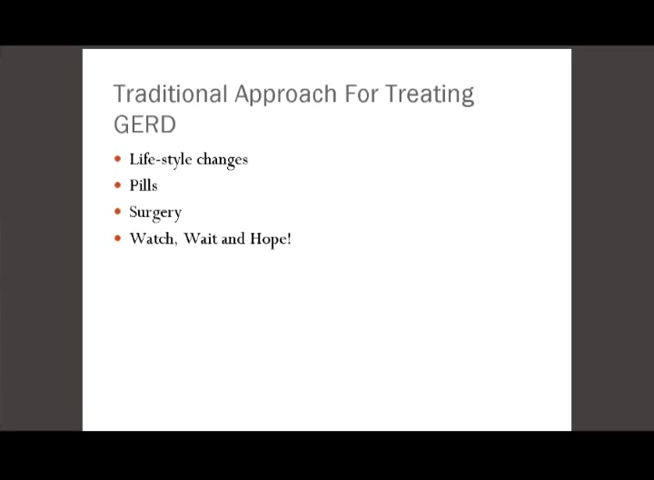 Traditional Approach For Treating
GERD
• Life-style changes
• Pills
• Surgery
• Watch, Wait and Hope!